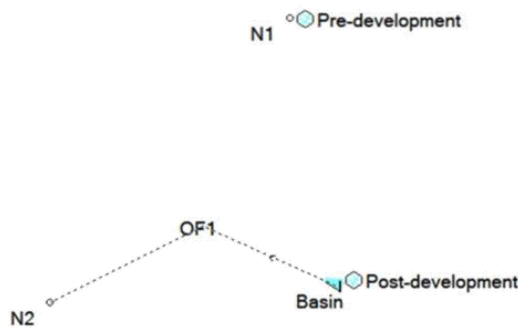 Pre-development
N1
OF1
Post-development
Basin
N2